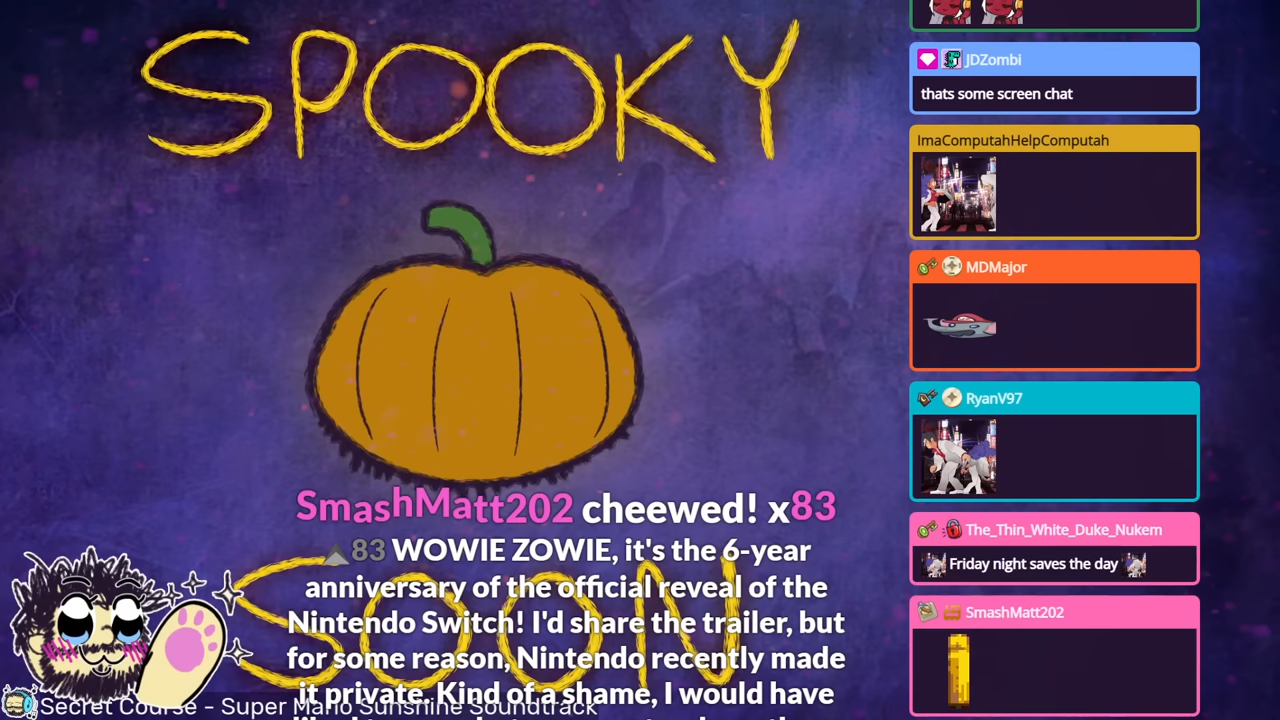 SPOOKY
SmashMatt202 cheewed! x83
83 WOWIE ZOWIE, it's the 6-year
anniversary of the official reveal of the
Nintendo Switch! I'd share the trailer, but
for some reason, Nintendo recently made
it private. Kind of a shame, I would have
SOON
Secret Course - Super Mario Sunshine Soundtrack
JDZombi
thats some screen chat
ImaComputahHelpComputah
MDMajor
RyanV97
The_Thin_White_Duke_Nukem
Friday night saves the day
SmashMatt202